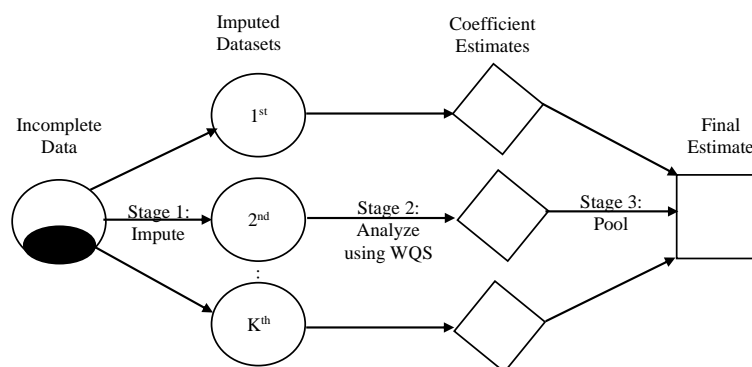 Imputed
Datasets
Coefficient
Estimates
Incomplete
Data
Final
Estimate
1st
Stage 1:
Impute
2nd
Stage 2:
Analyze
using WQS
Stage 3:
Pool
:
Kth